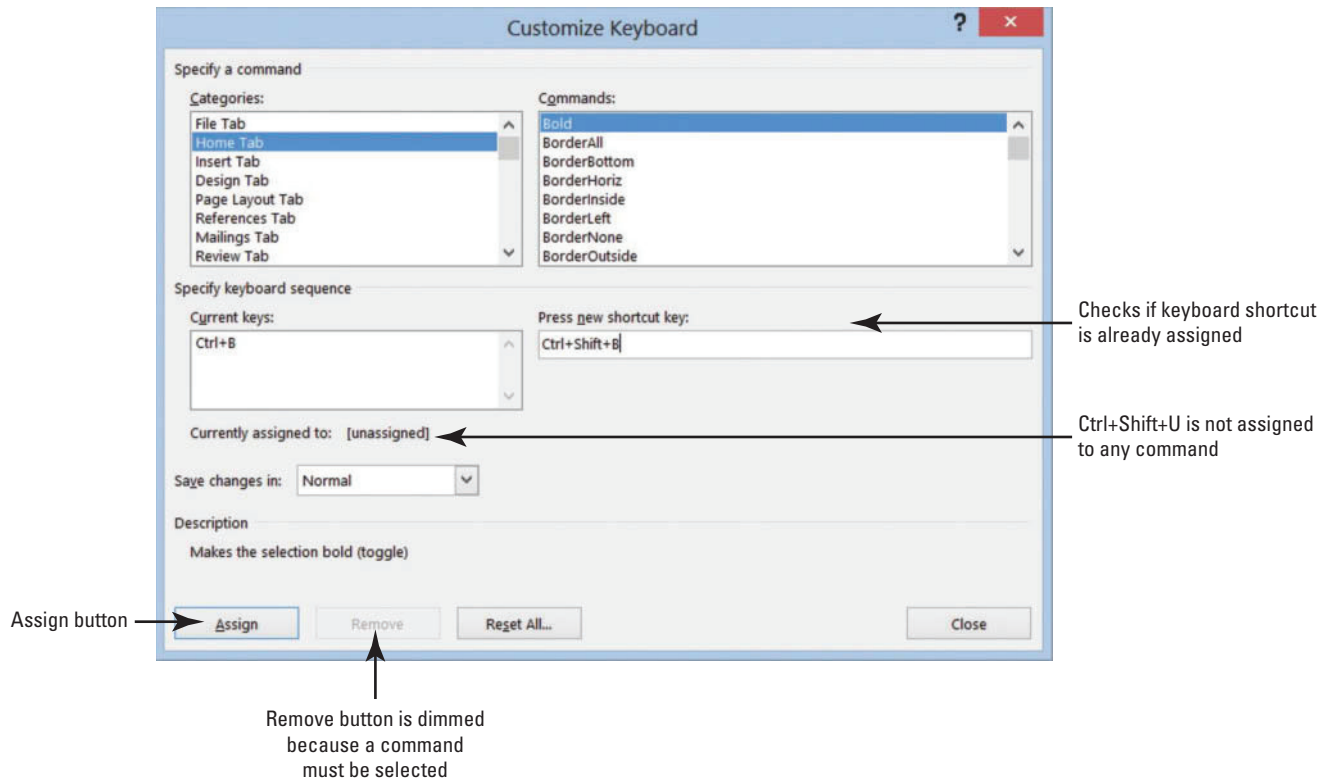 Customize Keyboard
?
×
Specify a command
Categories:
File Tab
Home Tab
Insert Tab
Design Tab
Page Layout Tab
References Tab
Mailings Tab
Review Tab
Commands:
Bold
BorderAll
BorderBottom
BorderHoriz
BorderInside
BorderLeft
BorderNone
BorderOutside
Specify keyboard sequence
Current keys:
Ctrl+B
Press new shortcut key:
Ctrl+Shift+B
Checks if keyboard shortcut
is already assigned
Currently assigned to: [unassigned]
Ctrl+Shift+U is not assigned
to any command
Save changes in: Normal
Description
Makes the selection bold (toggle)
Assign button
Assign
Remove
Reset All...
Close
Remove button is dimmed
because a command
must be selected